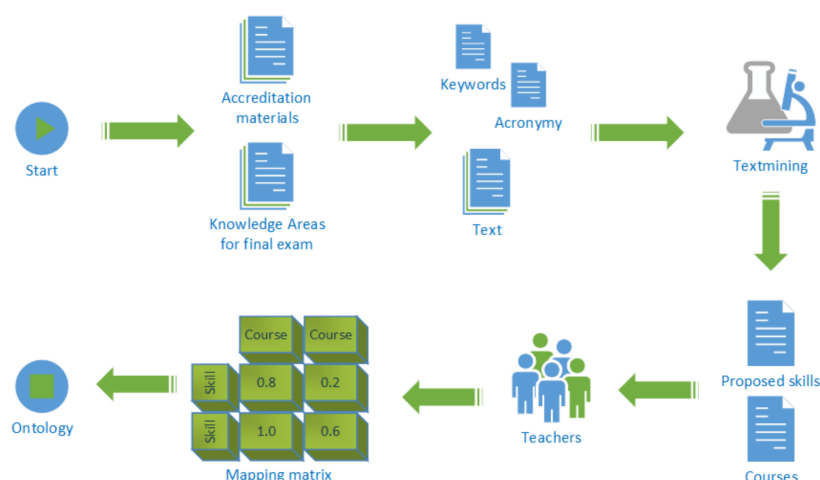 Start
Accreditation
materials
Knowledge Areas
for final exam
Keywords
Acronymy
Text
Textmining
Proposed skills
Courses
Teachers
Course Course
Skill 0.8 0.2
Skill 1.0 0.6
Mapping matrix
Ontology